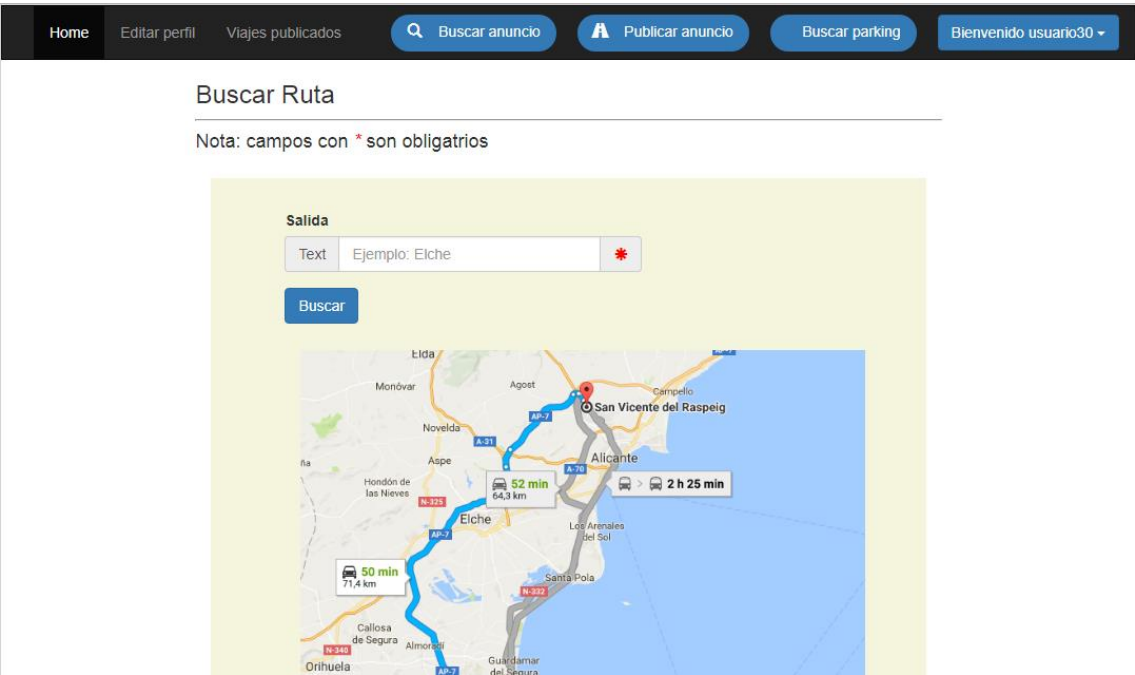 Home Editar perfil Viajes publicados Buscar anuncio Publicar anuncio Buscar parking Bienvenido usuario30
Buscar Ruta
Nota: campos con * son obligatrios
Salida
Text Ejemplo: Elche *
Buscar
Elda
Monóvar
Agost
Campello
San Vicente del Raspeig
AP-7
Novelda
A-31
Aspe
Alicante
A-70
Hondón de
las Nieves
52 min
64,3 km
2 h 25 min
N-325
Elche
AP-7
Los Arenales
del Sol
50 min
71,4 km
Santa Pola
N-332
Callosa
de Segura
Almoradí
N-340
Orihuela
AP-7
Guardamar
del Segura